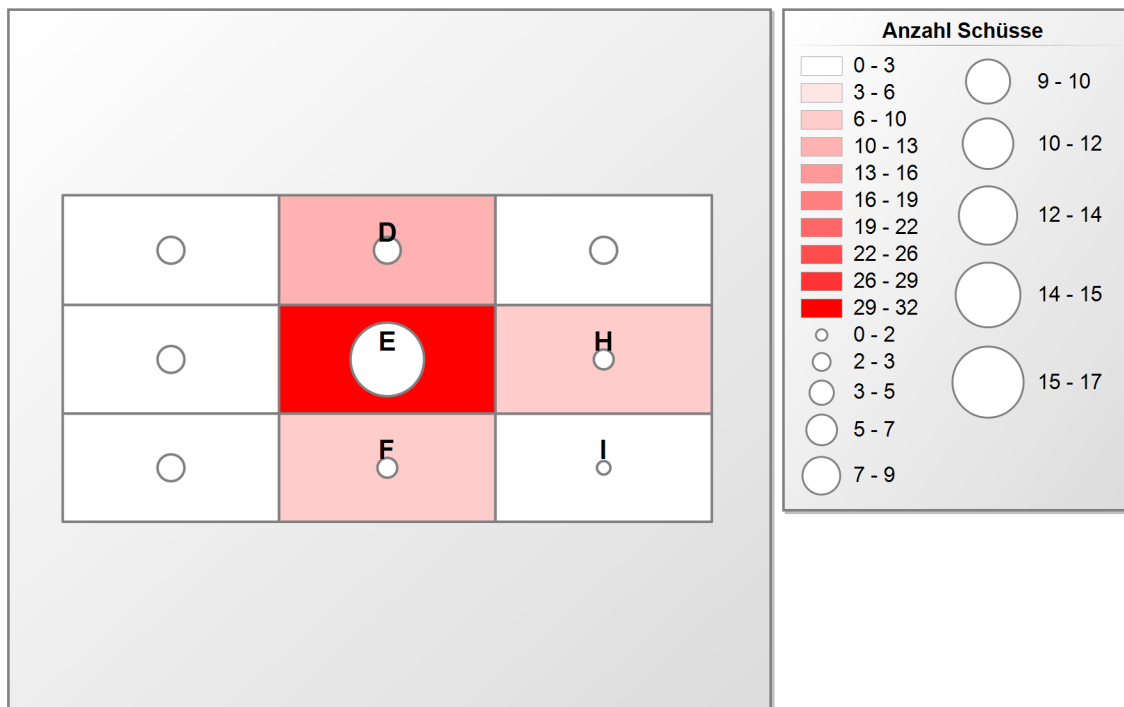 Anzahl Schüsse
0 - 3
3 - 6
6 - 10
10 - 13
13 - 16
16 - 19
19 - 22
22 - 26
26 - 29
29 - 32
0 - 2
2 - 3
3 - 5
5 - 7
7 - 9
9 - 10
10 - 12
12 - 14
14 - 15
15 - 17
D
E
H
F
I